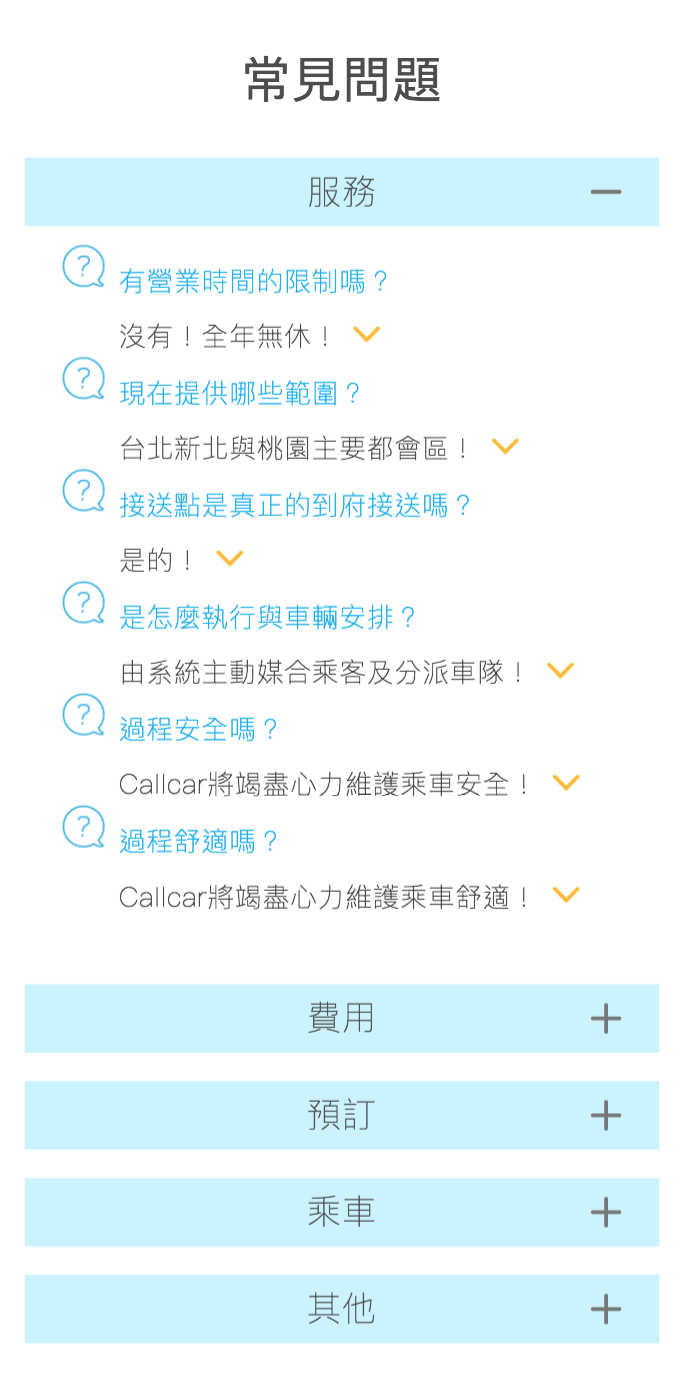 常見問題
服務
有營業時間的限制嗎？
沒有！全年無休！
現在提供哪些範圍？
台北新北與桃園主要都會區！
接送點是真正的到府接送嗎？
是的！
是怎麼執行與車輛安排？
由系統主動媒合乘客及分派車隊！
過程安全嗎？
Callcar將竭盡心力維護乘車安全！
過程舒適嗎？
Callcar將竭盡心力維護乘車舒適！
費用
預訂
乘車
其他